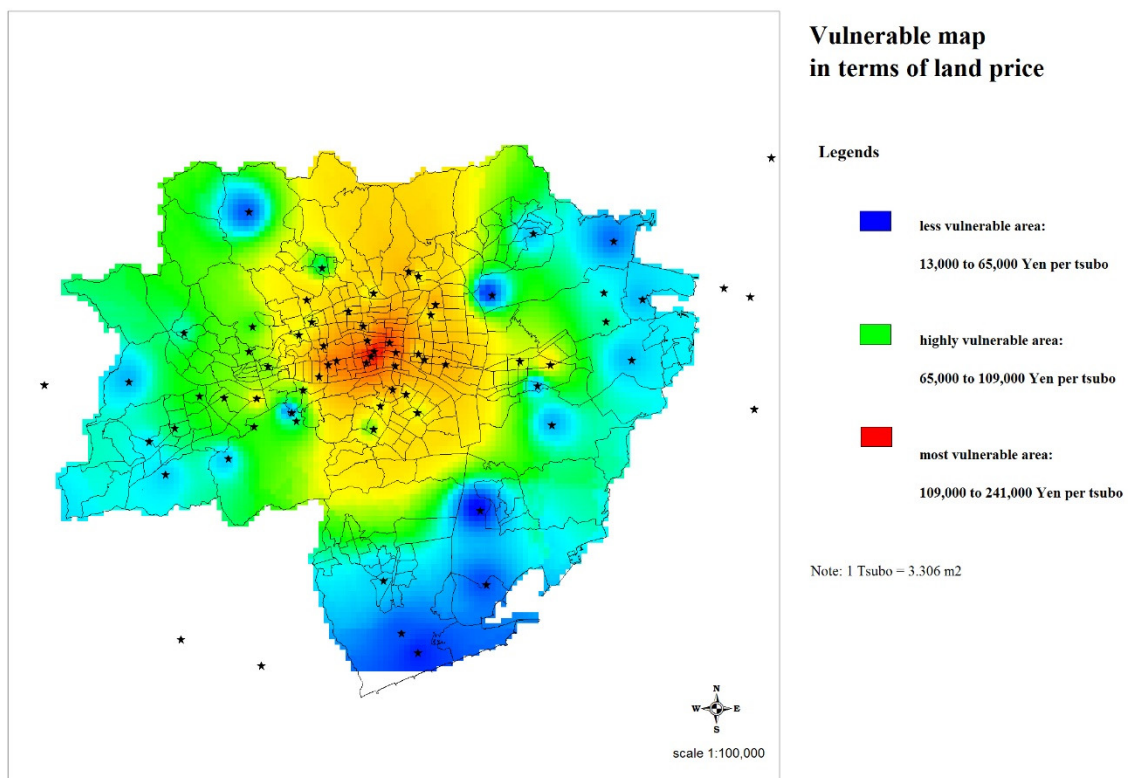 Vulnerable map
in terms of land price
Legends
less vulnerable area:
13,000 to 65,000 Yen per tsubo
highly vulnerable area:
65,000 to 109,000 Yen per tsubo
most vulnerable area:
109,000 to 241,000 Yen per tsubo
Note: 1 Tsubo = 3.306 m2
N
W E
S
scale 1:100,000